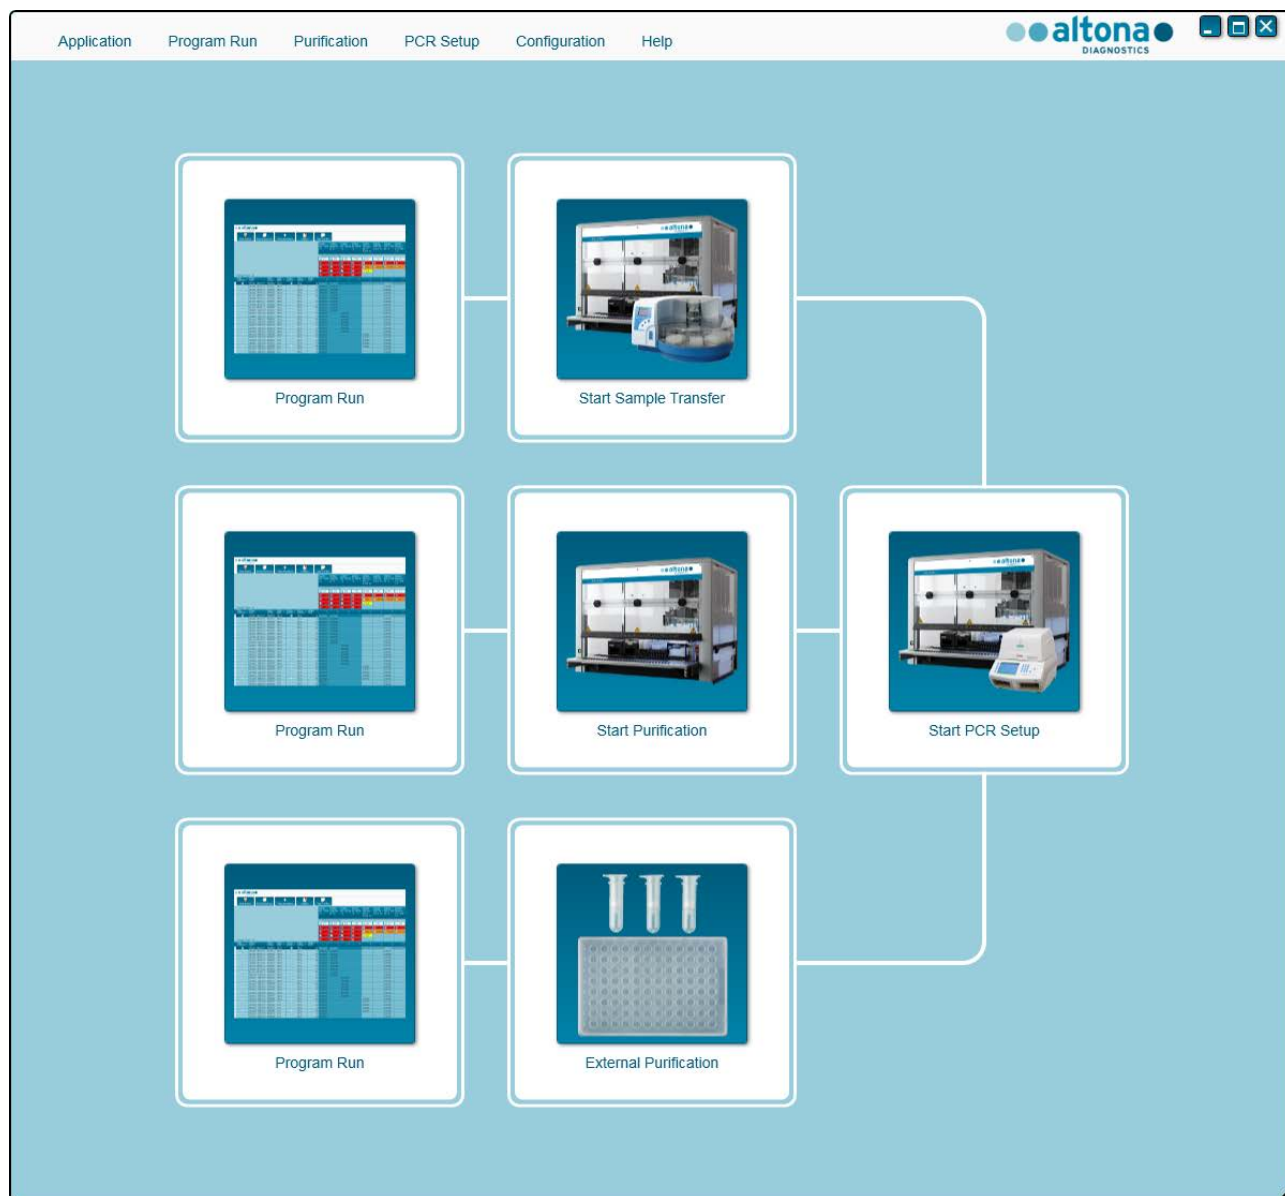 Application Program Run Purification PCR Setup Configuration Help
altona
DIAGNOSTICS
Program Run
Start Sample Transfer
Program Run
Start Purification
Start PCR Setup
Program Run
External Purification